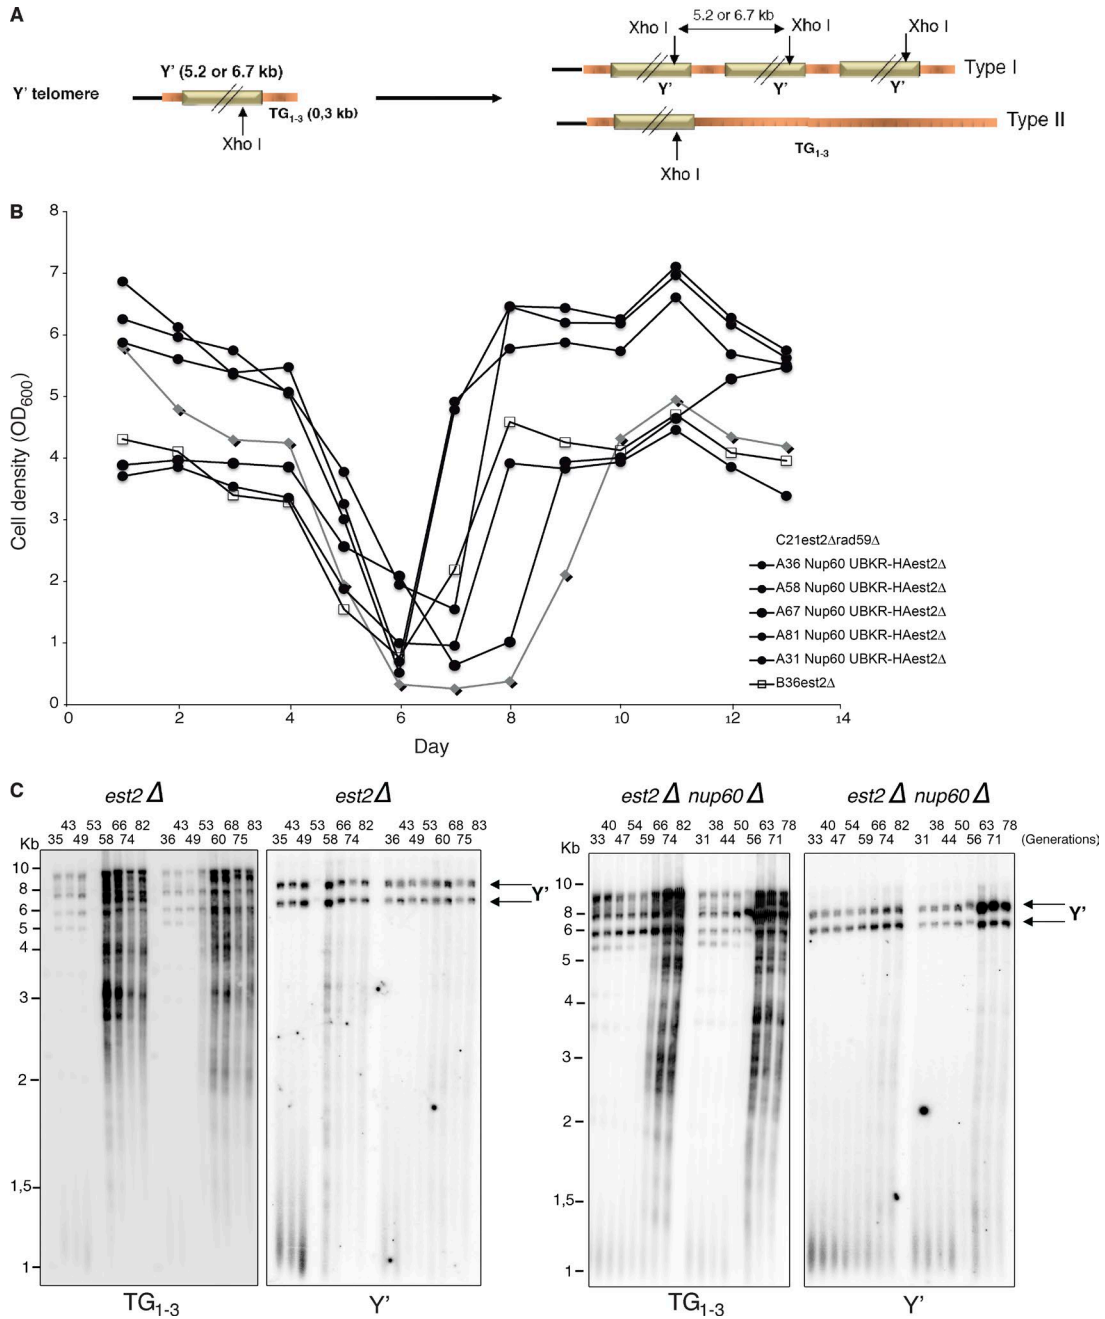 A
5.2 or 6.7 kb
Xho I
Xho I
Xho I
Y' (5.2 or 6.7 kb)
Y' telomere
TG1-3 (0,3 kb)
Xho I
Y'
Y'
Y'
Type I
Type II
TG1-3
Xho I
B
Cell density (OD600)
8
7
6
5
4
3
2
1
0
0
2
4
6
8
10
12
14
Day
C21est2Δrad59Δ
A36 Nup60 UBKR-HAest2Δ
A58 Nup60 UBKR-HAest2Δ
A67 Nup60 UBKR-HAest2Δ
A81 Nup60 UBKR-HAest2Δ
A31 Nup60 UBKR-HAest2Δ
B36est2Δ
C
est2 Δ
est2 Δ
est2 Δ nup60 Δ
est2 Δ nup60 Δ
43 53 66 82 43 53 68 83
35 49 58 74 36 49 60 75
43 53 66 82 43 53 68 83
35 49 58 74 36 49 60 75
40 54 66 82 38 50 63 78
33 47 59 74 31 44 56 71
40 54 66 82 38 50 63 78
33 47 59 74 31 44 56 71
(Generations)
Kb
10
8
6
5
4
3
2
1,5
1
Y'
Kb
10
8
6
5
4
3
2
1,5
1
Y'
TG1-3
Y'
TG1-3
Y'